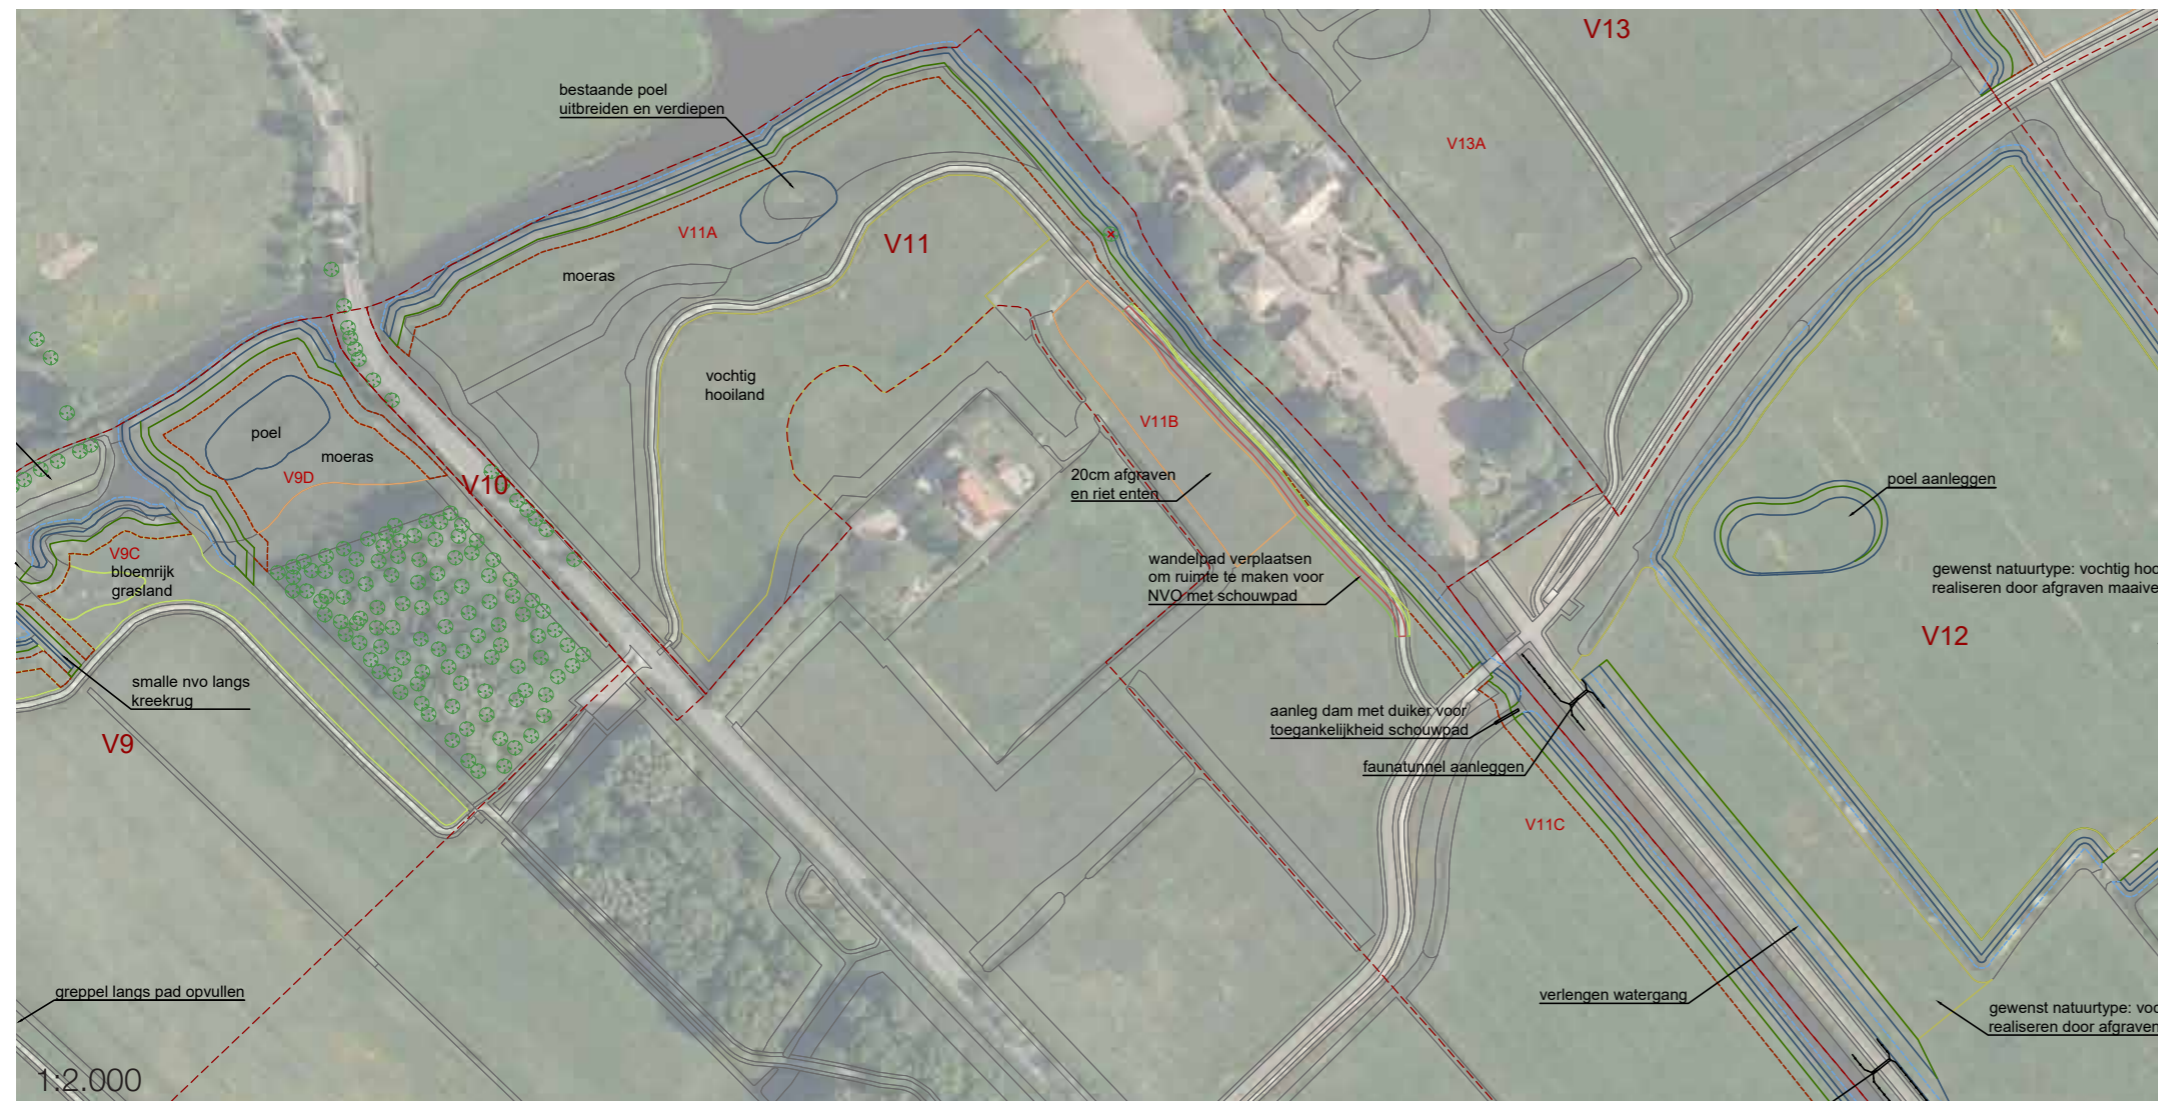 V13
bestaande poel
uitbreiden en verdiepen
V13A
V11A
V11
moeras
vochtig
hooiland
V11B
poel
moeras
V9D
V10
20cm afgraven
en riet enten
poel aanleggen
V9C
bloemrijk
grasland
wandelpad verplaatsen
om ruimte te maken voor
NVO met schouwpad
gewenst natuurtype: vochtig hoo
realiseren door afgraven maaive
V12
smalle nvo langs
kreekrug
V9
aanleg dam met duiker voor
toegankelijkheid schouwpad
faunatunnel aanleggen
V11C
greppel langs pad opvullen
verlengen watergang
gewenst natuurtype: voc
realiseren door afgraven
1:2.000